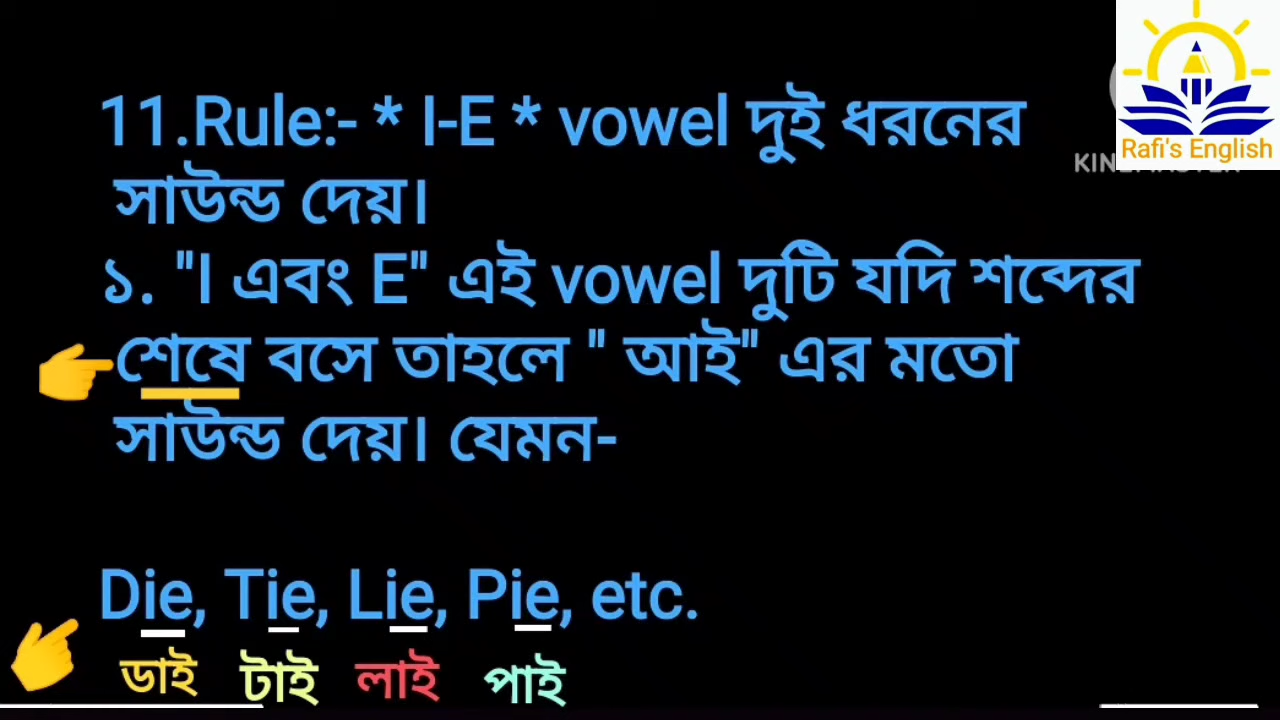 11.Rule:- * I-E * vowel দুই ধরনের
সাউন্ড দেয়।
১. "I এবং E" এই vowel দুটি যদি শব্দের
শেষে বসে তাহলে " আই" এর মতো
সাউন্ড দেয়। যেমন-
Die, Tie, Lie, Pie, etc.
ডাই টাই লাই পাই
Rafi's English